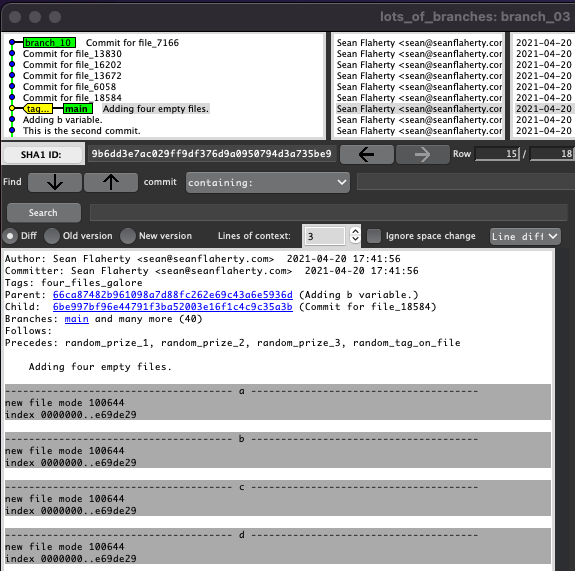 lots_of_branches: branch_03
branch_10 Commit for file_7166
Commit for file_13830
Commit for file_16202
Commit for file_13672
Commit for file_6058
Commit for file_18584
tag... main Adding four empty files.
Adding b variable.
This is the second commit.
Sean Flaherty <sean@seanflaherty.cor
Sean Flaherty <sean@seanflaherty.cor
Sean Flaherty <sean@seanflaherty.cor
Sean Flaherty <sean@seanflaherty.cor
Sean Flaherty <sean@seanflaherty.cor
Sean Flaherty <sean@seanflaherty.cor
Sean Flaherty <sean@seanflaherty.cor
Sean Flaherty <sean@seanflaherty.cor
Sean Flaherty <sean@seanflaherty.cor
2021-04-20
2021-04-20
2021-04-20
2021-04-20
2021-04-20
2021-04-20
2021-04-20
2021-04-20
2021-04-20
SHA1 ID: 9b6dd3e7ac029ff9df376d9a0950794d3a735be9 Row 15 / 18
Find commit containing:
Search
Diff Old version New version Lines of context: 3 Ignore space change Line diff
Author: Sean Flaherty <sean@seanflaherty.com> 2021-04-20 17:41:56
Committer: Sean Flaherty <sean@seanflaherty.com> 2021-04-20 17:41:56
Tags: four_files_galore
Parent: 66ca87482b961098a7d88fc262e69c43a6e5936d (Adding b variable.)
Child: 6be997bf96e44791f3ba52003e16f1c4c9c35a3b (Commit for file_18584)
Branches: main and many more (40)
Follows:
Precedes: random_prize_1, random_prize_2, random_prize_3, random_tag_on_file
Adding four empty files.
-------------------------------------- a --------------------------------------
new file mode 100644
index 0000000..e69de29
-------------------------------------- b --------------------------------------
new file mode 100644
index 0000000..e69de29
-------------------------------------- c --------------------------------------
new file mode 100644
index 0000000..e69de29
-------------------------------------- d --------------------------------------
new file mode 100644
index 0000000..e69de29